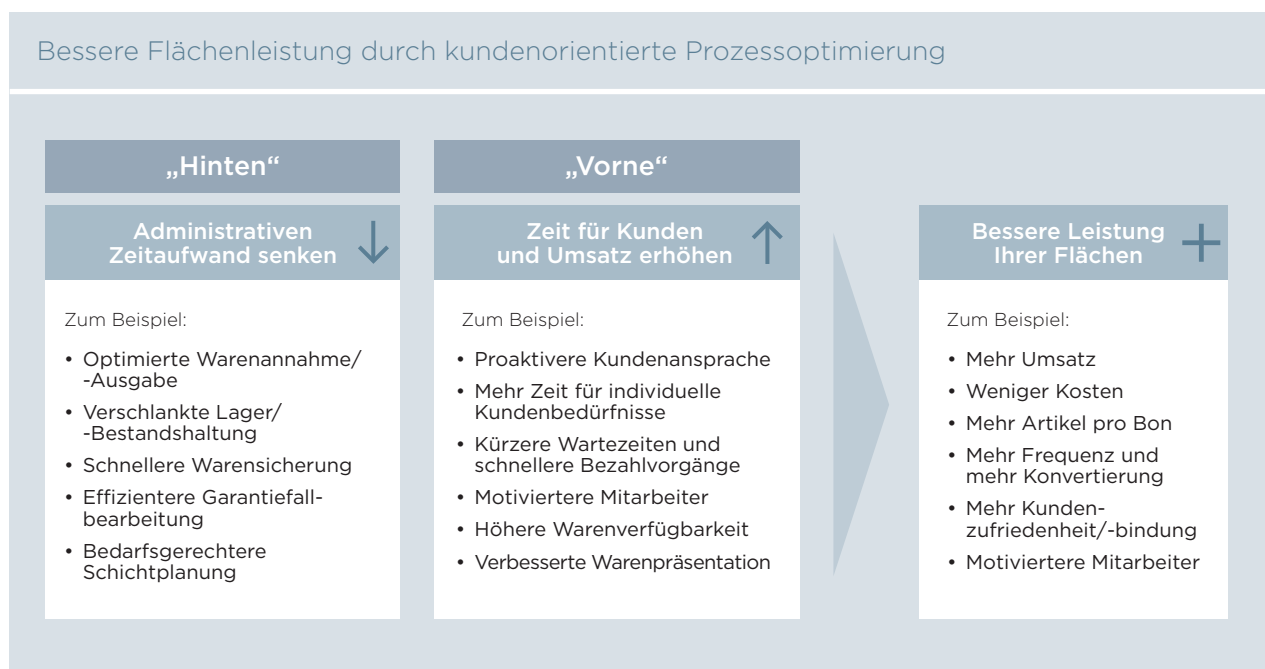 Bessere Flächenleistung durch kundenorientierte Prozessoptimierung
„Hinten“
Administrativen
Zeitaufwand senken
Zum Beispiel:
• Optimierte Warenannahme/
-Ausgabe
• Verschlankte Lager/
-Bestandshaltung
• Schnellere Warensicherung
• Effizientere Garantiefall-
bearbeitung
• Bedarfsgerechtere
Schichtplanung
„Vorne“
Zeit für Kunden
und Umsatz erhöhen
Zum Beispiel:
• Proaktivere Kundenansprache
• Mehr Zeit für individuelle
Kundenbedürfnisse
• Kürzere Wartezeiten und
schnellere Bezahlvorgänge
• Motiviertere Mitarbeiter
• Höhere Warenverfügbarkeit
• Verbesserte Warenpräsentation
Bessere Leistung
Ihrer Flächen
Zum Beispiel:
• Mehr Umsatz
• Weniger Kosten
• Mehr Artikel pro Bon
• Mehr Frequenz und
mehr Konvertierung
• Mehr Kunden-
zufriedenheit/-bindung
• Motiviertere Mitarbeiter